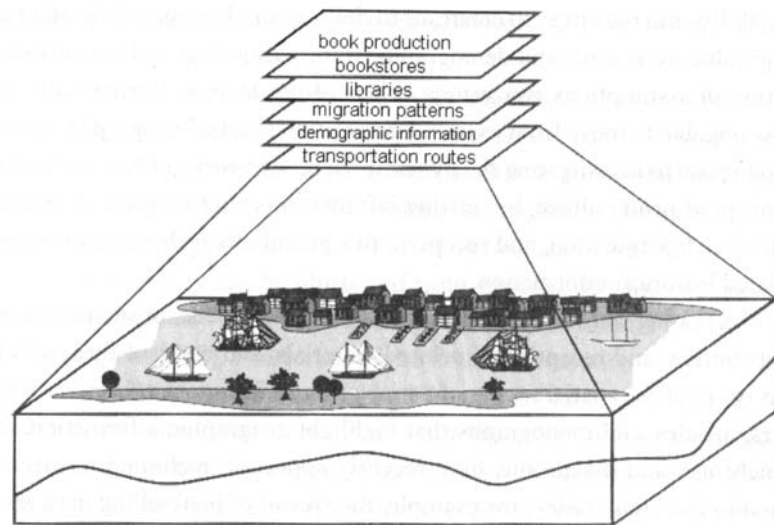 book production
bookstores
libraries
migration patterns
demographic information
transportation routes